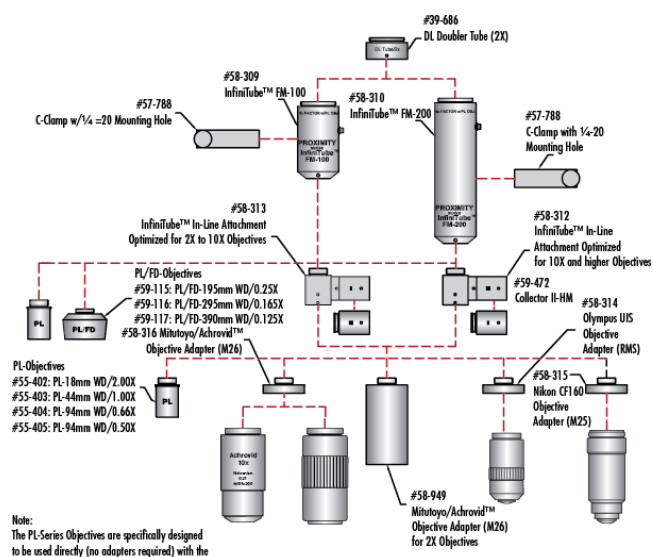 #39-686
DL Doubler Tube (2X)
DL Tube/2x
#58-309
InfiniTube™ FM-100
#58-310
InfiniTube™ FM-200
#57-788
C-Clamp w/¼ =20 Mounting Hole
#57-788
C-Clamp with ¼-20
Mounting Hole
PROXIMITY
InfiniTube™
FM-100
PROXIMITY
InfiniTube™
FM-200
#58-313
InfiniTube™ In-Line Attachment
Optimized for 2X to 10X Objectives
#58-312
InfiniTube™ In-Line
Attachment Optimized
for 10X and higher Objectives
#59-472
Collector II-HM
PL
PL/FD
PL/FD-Objectives
#59-115: PL/FD-195mm WD/0.25X
#59-116: PL/FD-295mm WD/0.165X
#59-117: PL/FD-390mm WD/0.125X
#58-316 Mitutoyo/Achrovid™
Objective Adapter (M26)
#58-314
Olympus UIS
Objective
Adapter (RMS)
#58-315
Nikon CF160
Objective
Adapter (M25)
PL-Objectives
#55-402: PL-18mm WD/2.00X
#55-403: PL-44mm WD/1.00X
#55-404: PL-94mm WD/0.66X
#55-405: PL-94mm WD/0.50X
PL
Achrovid
10x
#58-949
Mitutoyo/Achrovid™
Objective Adapter (M26)
for 2X Objectives
Note:
The PL-Series Objectives are specifically designed
to be used directly (no adapters required) with the